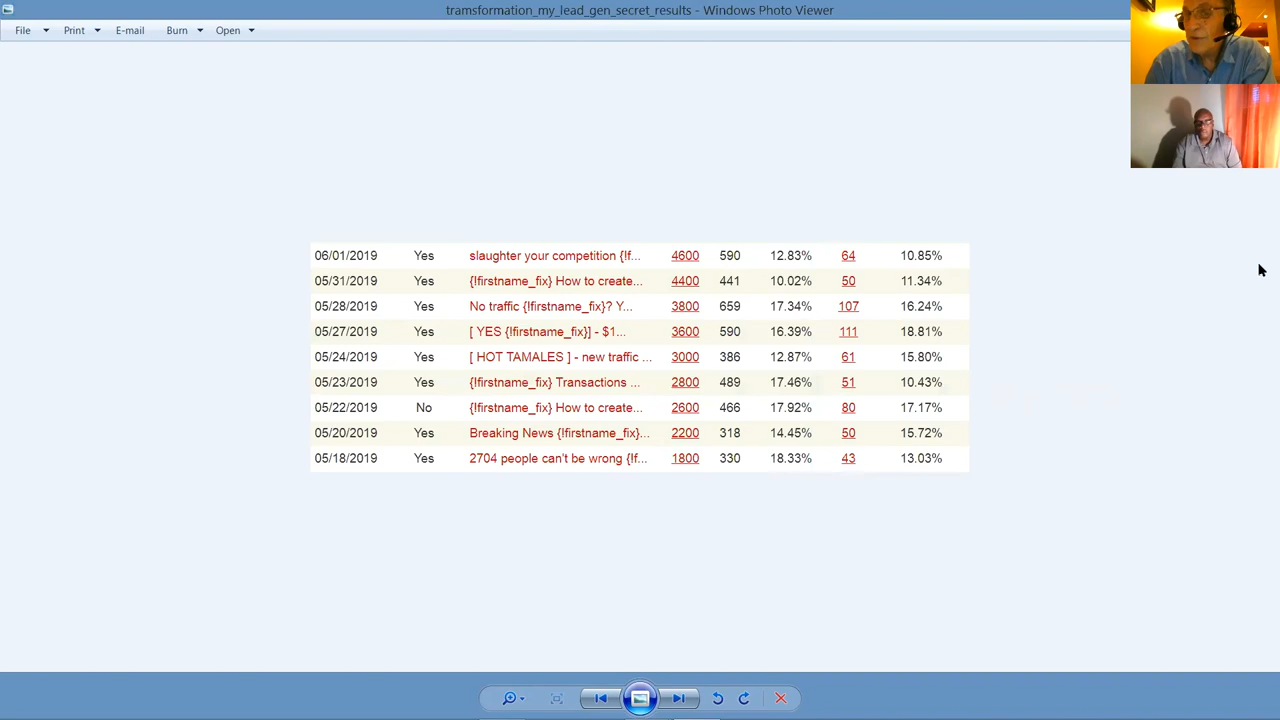 tramsformation_my_lead_gen_secret_results - Windows Photo Viewer
File Print E-mail Burn Open
06/01/2019 Yes slaughter your competition {!f... 4600 590 12.83% 64 10.85%
05/31/2019 Yes {!firstname_fix} How to create... 4400 441 10.02% 50 11.34%
05/28/2019 Yes No traffic {!firstname_fix}? Y... 3800 659 17.34% 107 16.24%
05/27/2019 Yes [ YES {!firstname_fix}] - $1... 3600 590 16.39% 111 18.81%
05/24/2019 Yes [ HOT TAMALES ] - new traffic ... 3000 386 12.87% 61 15.80%
05/23/2019 Yes {!firstname_fix} Transactions ... 2800 489 17.46% 51 10.43%
05/22/2019 No {!firstname_fix} How to create... 2600 466 17.92% 80 17.17%
05/20/2019 Yes Breaking News {!firstname_fix}... 2200 318 14.45% 50 15.72%
05/18/2019 Yes 2704 people can't be wrong {!f... 1800 330 18.33% 43 13.03%